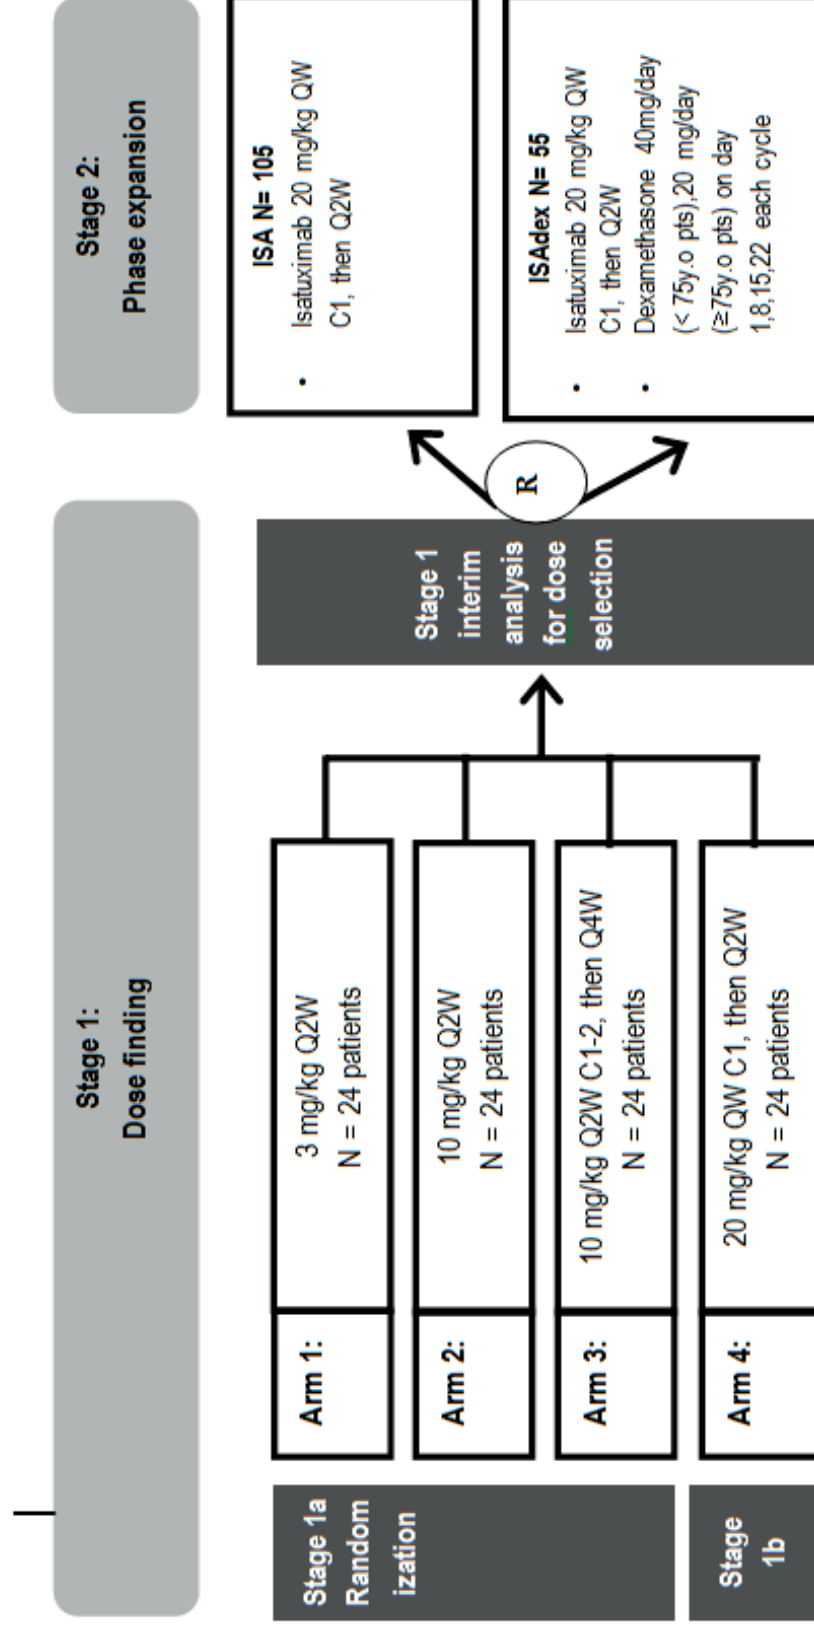 Stage 1:
Dose finding
Stage 2:
Phase expansion
Stage 1a
Random
ization
Arm 1:
3 mg/kg Q2W
N = 24 patients
Arm 2:
10 mg/kg Q2W
N = 24 patients
Arm 3:
10 mg/kg Q2W C1-2, then Q4W
N = 24 patients
Stage
1b
Arm 4:
20 mg/kg QW C1, then Q2W
N = 24 patients
Stage 1
interim
analysis
for dose
selection
R
ISA N= 105
• Isatuximab 20 mg/kg QW
C1, then Q2W
ISAdex N= 55
• Isatuximab 20 mg/kg QW
C1, then Q2W
• Dexamethasone 40mg/day
(< 75y.o pts),20 mg/day
(≥75y.o pts) on day
1,8,15,22 each cycle